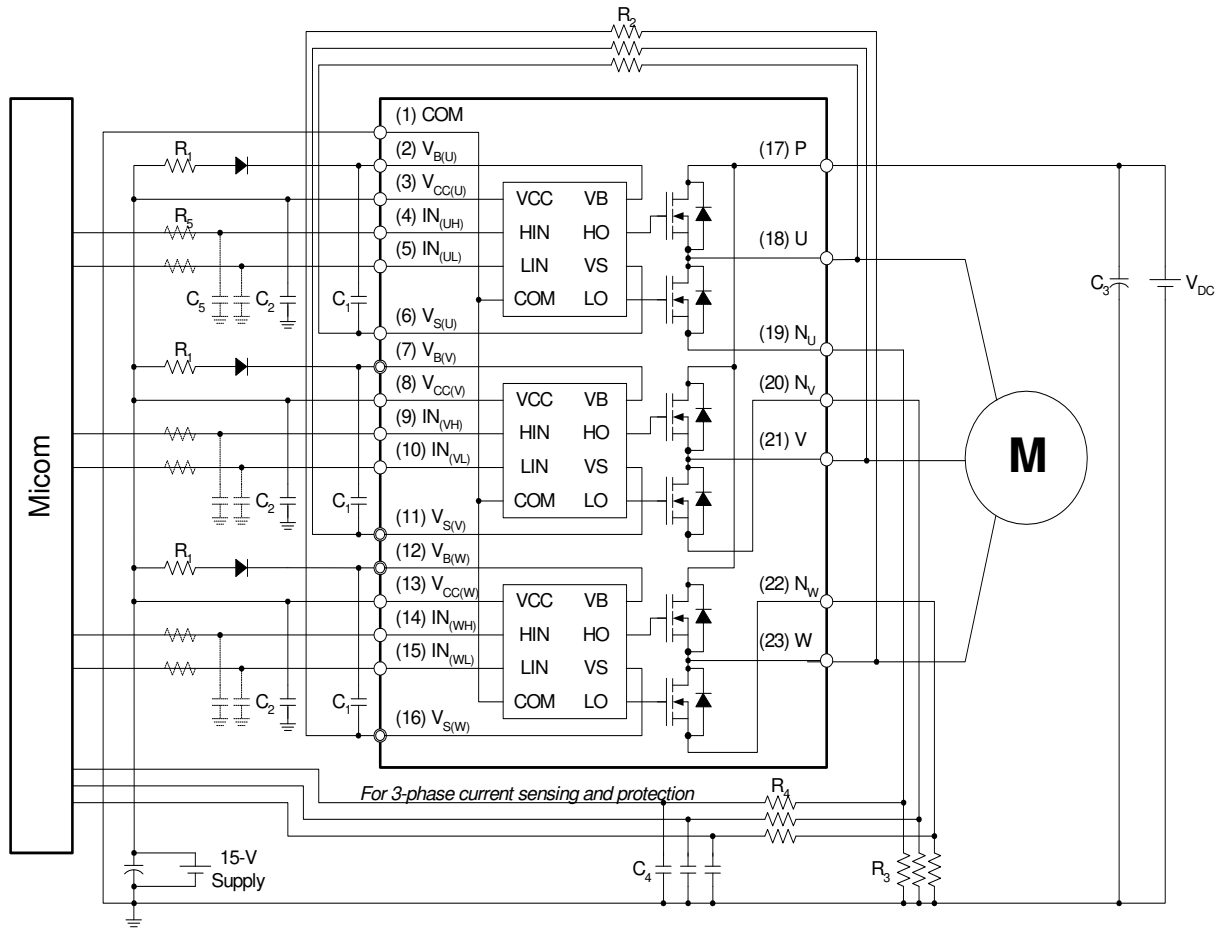 R2
(1) COM
R1
(2) VB(U)
(17) P
(3) VCC(U)
VCC VB
R5
(4) IN(UH)
HIN HO
(18) U
(5) IN(UL)
LIN VS
C5 C2 C1
COM LO
C3
VDC
(6) VS(U)
(19) NU
R1
(7) VB(V)
(8) VCC(V)
(20) NV
VCC VB
(9) IN(VH)
HIN HO
(21) V
(10) IN(VL)
LIN VS
M
Micom
C2 C1
COM LO
(11) VS(V)
R1
(12) VB(W)
(13) VCC(W)
(22) NW
VCC VB
(14) IN(WH)
HIN HO
(23) W
(15) IN(WL)
LIN VS
C2 C1
COM LO
(16) VS(W)
For 3-phase current sensing and protection
R4
15-V
Supply
C4
R3